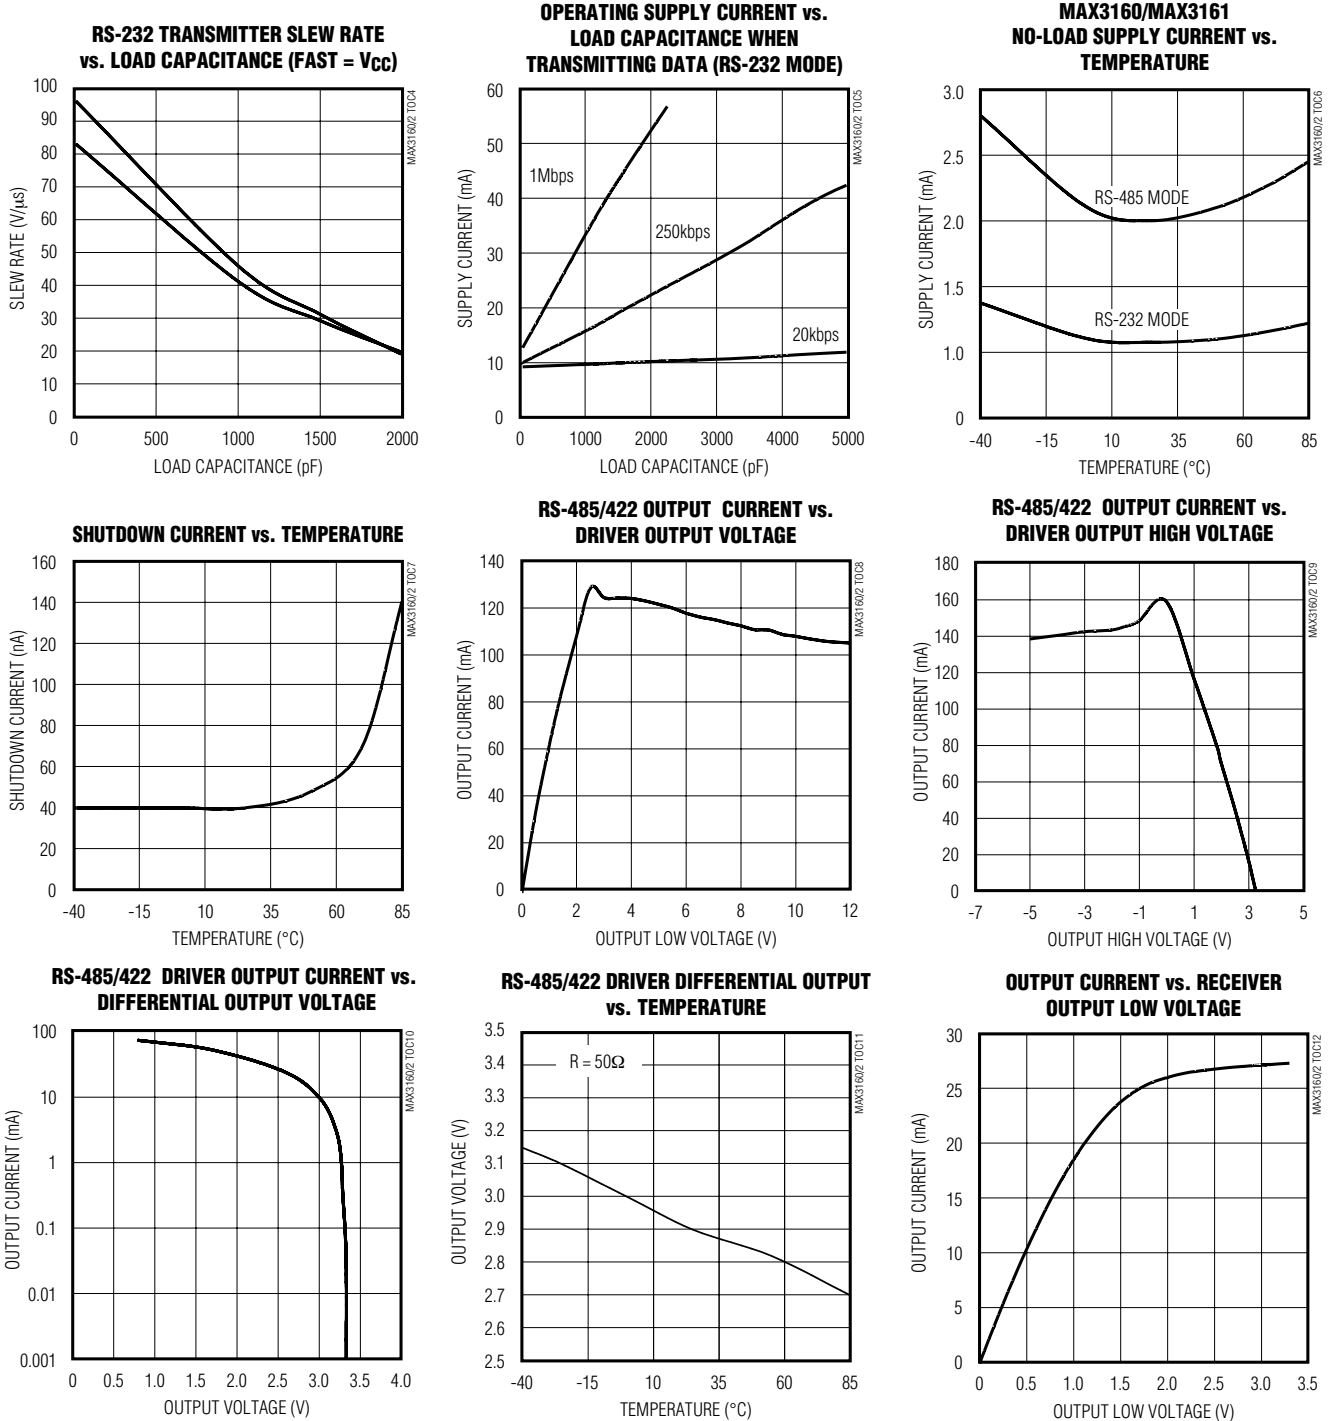 RS-232 TRANSMITTER SLEW RATE
vs. LOAD CAPACITANCE (FAST = VCC)
100
90
80
70
60
50
40
30
20
10
0
SLEW RATE (V/μs)
0 500 1000 1500 2000
LOAD CAPACITANCE (pF)
MAX3160/2 TOC4
OPERATING SUPPLY CURRENT vs.
LOAD CAPACITANCE WHEN
TRANSMITTING DATA (RS-232 MODE)
60
50
40
30
20
10
0
SUPPLY CURRENT (mA)
1Mbps
250kbps
20kbps
0 1000 2000 3000 4000 5000
LOAD CAPACITANCE (pF)
MAX3160/2 TOC5
MAX3160/MAX3161
NO-LOAD SUPPLY CURRENT vs.
TEMPERATURE
3.0
2.5
2.0
1.5
1.0
0
SUPPLY CURRENT (mA)
RS-485 MODE
RS-232 MODE
-40 -15 10 35 60 85
TEMPERATURE (°C)
MAX3160/2 TOC6
SHUTDOWN CURRENT vs. TEMPERATURE
160
140
120
100
80
60
40
20
0
SHUTDOWN CURRENT (nA)
-40 -15 10 35 60 85
TEMPERATURE (°C)
MAX3160/2 TOC7
RS-485/422 OUTPUT CURRENT vs.
DRIVER OUTPUT VOLTAGE
140
120
100
80
60
40
20
0
OUTPUT CURRENT (mA)
0 2 4 6 8 10 12
OUTPUT LOW VOLTAGE (V)
MAX3160/2 TOC8
RS-485/422 OUTPUT CURRENT vs.
DRIVER OUTPUT HIGH VOLTAGE
180
160
140
120
100
80
60
40
20
0
OUTPUT CURRENT (mA)
-7 -5 -3 -1 1 3 5
OUTPUT HIGH VOLTAGE (V)
MAX3160/2 TOC9
RS-485/422 DRIVER OUTPUT CURRENT vs.
DIFFERENTIAL OUTPUT VOLTAGE
100
10
1
0.1
0.01
0.001
OUTPUT CURRENT (mA)
0 0.5 1.0 1.5 2.0 2.5 3.0 3.5 4.0
OUTPUT VOLTAGE (V)
MAX3160/2 TOC10
RS-485/422 DRIVER DIFFERENTIAL OUTPUT
vs. TEMPERATURE
3.5
3.4
3.3
3.2
3.1
3.0
2.9
2.8
2.7
2.6
2.5
OUTPUT VOLTAGE (V)
R = 50Ω
-40 -15 10 35 60 85
TEMPERATURE (°C)
MAX3160/2 TOC11
OUTPUT CURRENT vs. RECEIVER
OUTPUT LOW VOLTAGE
30
25
20
15
10
5
0
OUTPUT CURRENT (mA)
0 0.5 1.0 1.5 2.0 2.5 3.0 3.5
OUTPUT LOW VOLTAGE (V)
MAX3160/2 TOC12